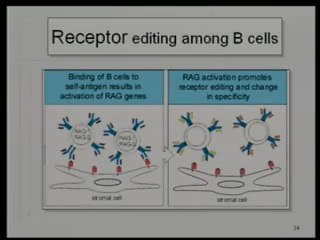 Receptor editing among B cells
Binding of B cells to
self-antigen results in
activation of RAG genes
RAG activation promotes
receptor editing and change
in specificity
RAG-1
RAG-2
RAG-1
RAG-2
stromal cell
stromal cell